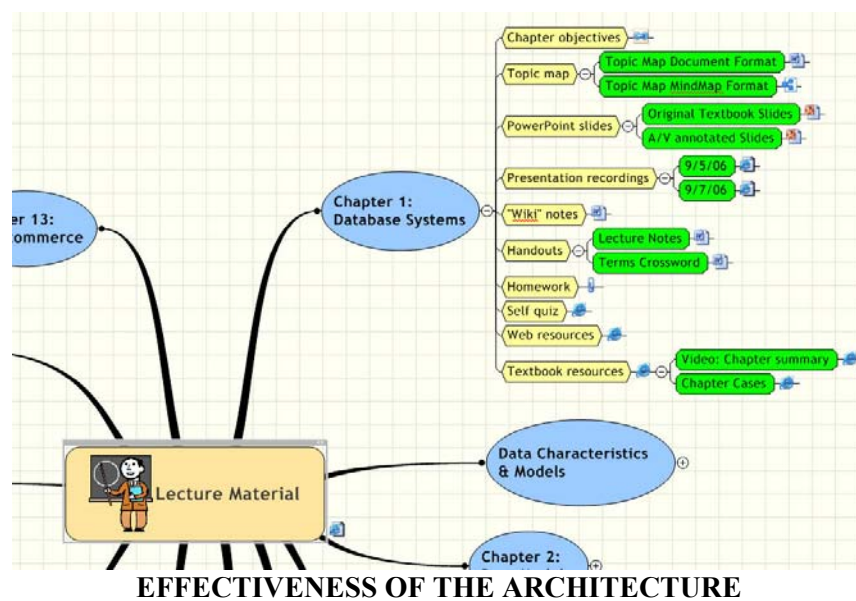 Chapter objectives
Topic map
Topic Map Document Format
Topic Map MindMap Format
PowerPoint slides
Original Textbook Slides
A/V annotated Slides
Presentation recordings
9/5/06
9/7/06
"Wiki" notes
Handouts
Lecture Notes
Terms Crossword
Homework
Self quiz
Web resources
Textbook resources
Video: Chapter summary
Chapter Cases
Chapter 1:
Database Systems
er 13:
ommerce
Lecture Material
Data Characteristics
& Models
Chapter 2:
EFFECTIVENESS OF THE ARCHITECTURE